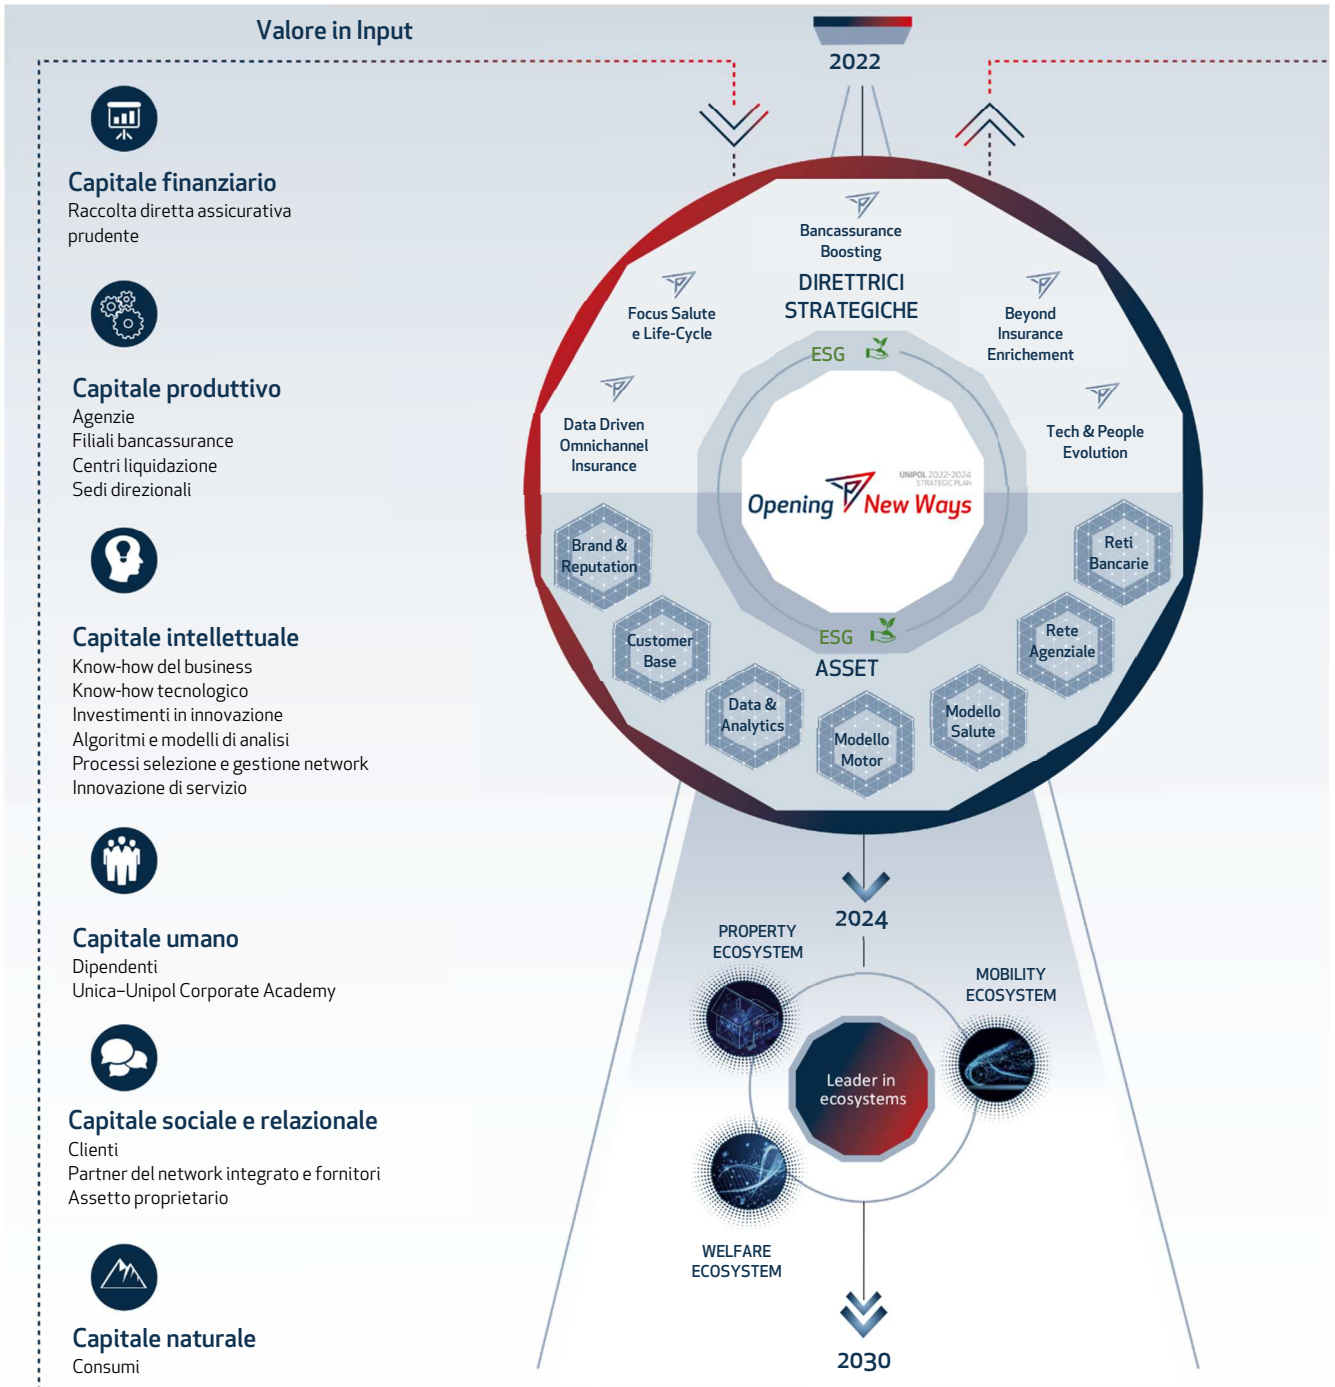 Valore in Input
Capitale finanziario
Raccolta diretta assicurativa
prudente
Capitale produttivo
Agenzie
Filiali bancassurance
Centri liquidazione
Sedi direzionali
Capitale intellettuale
Know-how del business
Know-how tecnologico
Investimenti in innovazione
Algoritmi e modelli di analisi
Processi selezione e gestione network
Innovazione di servizio
Capitale umano
Dipendenti
Unica–Unipol Corporate Academy
Capitale sociale e relazionale
Clienti
Partner del network integrato e fornitori
Assetto proprietario
Capitale naturale
Consumi
2022
Bancassurance
Boosting
DIRETTRICI
STRATEGICHE
Focus Salute
e Life-Cycle
Beyond
Insurance
Enrichement
Data Driven
Omnichannel
Insurance
Tech & People
Evolution
ESG
UNIPOL 2022-2024
STRATEGIC PLAN
Opening New Ways
Brand &
Reputation
Customer
Base
Data &
Analytics
Modello
Motor
Modello
Salute
Rete
Agenziale
Reti
Bancarie
ESG
ASSET
2024
PROPERTY
ECOSYSTEM
MOBILITY
ECOSYSTEM
Leader in
ecosystems
WELFARE
ECOSYSTEM
2030